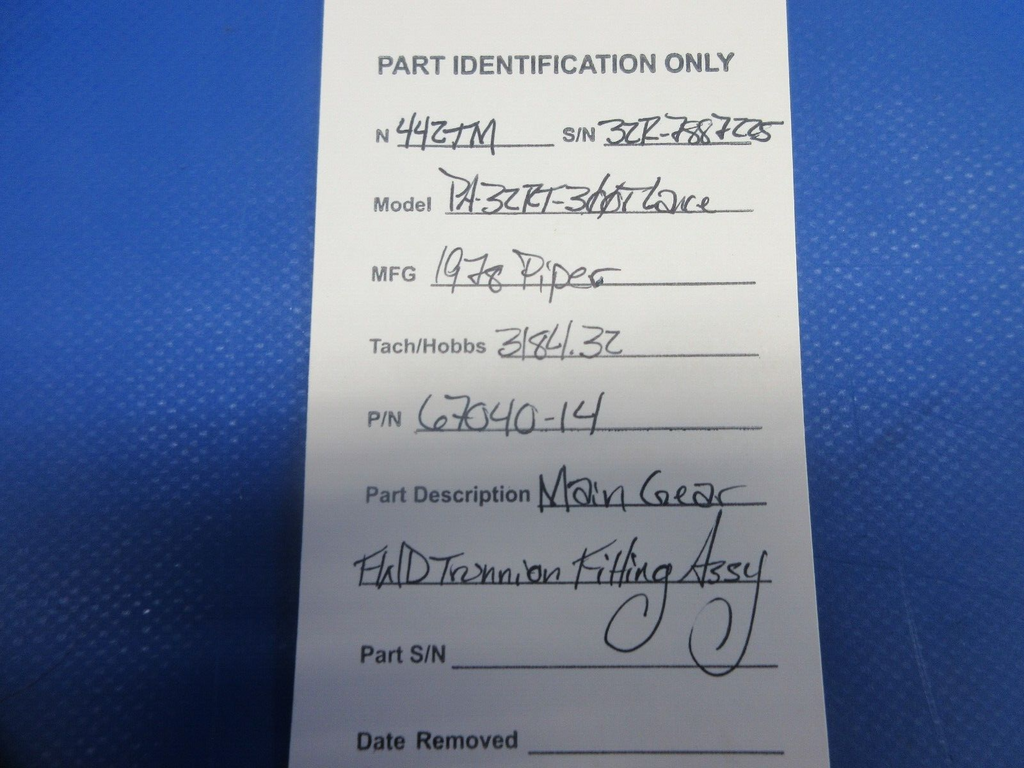 PART IDENTIFICATION ONLY
N 442TM S/N 32R-7887225
Model PA-32RT-300T Lance
MFG 1978 Piper
Tach/Hobbs 3184.32
P/N 67040-14
Part Description Main Gear
FWD Trunnion Fitting Assy
Part S/N
Date Removed